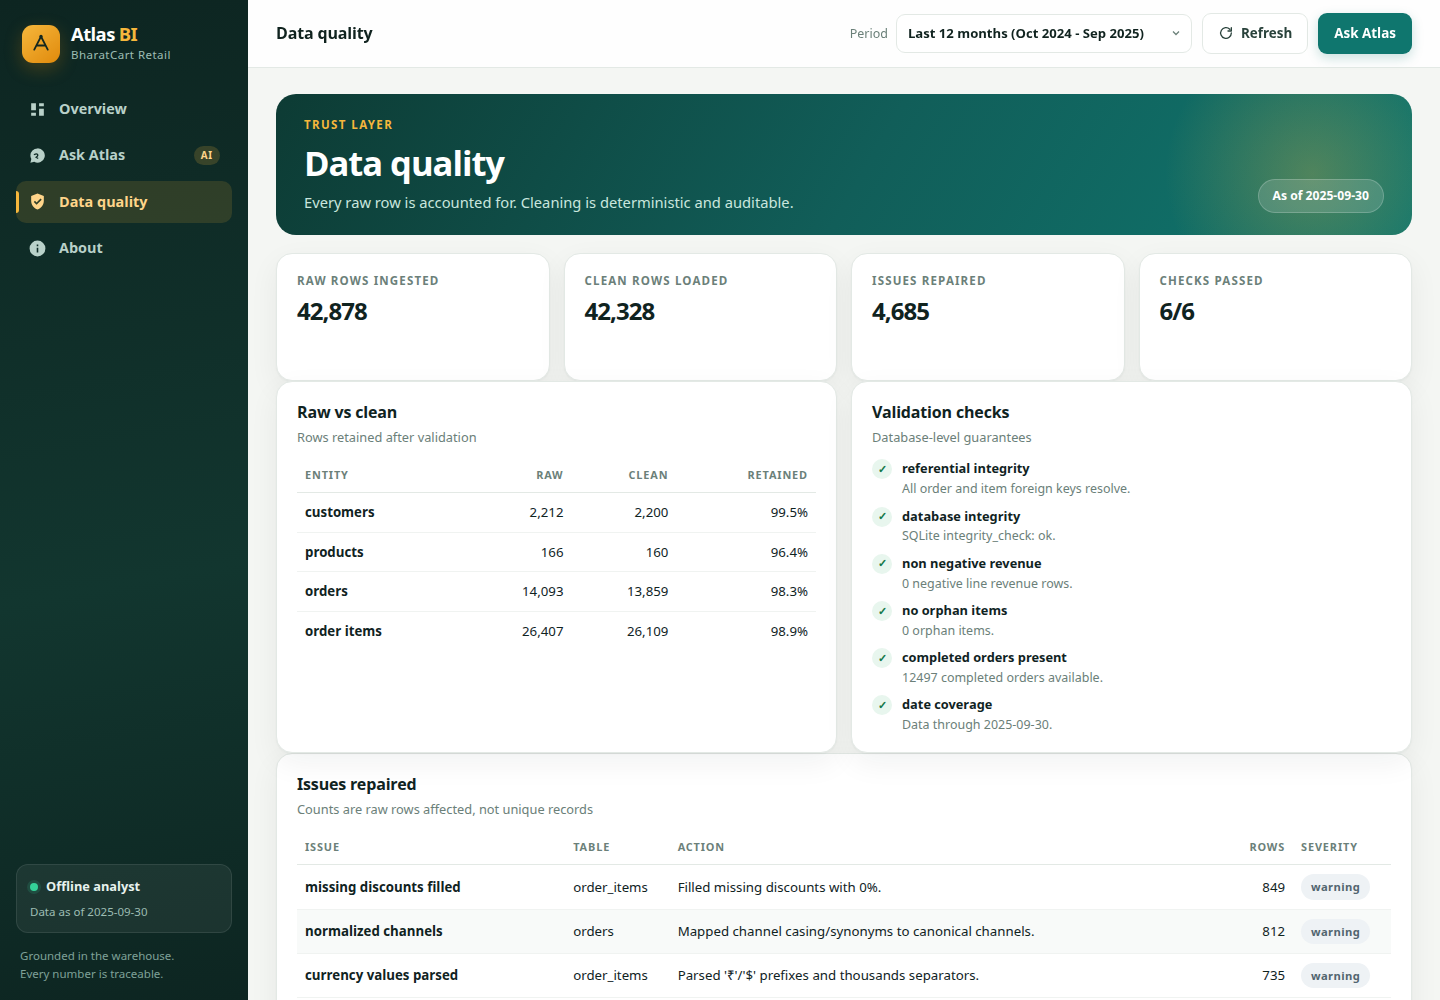 Atlas BI
BharatCart Retail
Overview
Ask Atlas AI
Data quality
About
Offline analyst
Data as of 2025-09-30
Grounded in the warehouse.
Every number is traceable.
Data quality
Period Last 12 months (Oct 2024 - Sep 2025) Refresh Ask Atlas
TRUST LAYER
Data quality
Every raw row is accounted for. Cleaning is deterministic and auditable.
As of 2025-09-30
RAW ROWS INGESTED
42,878
CLEAN ROWS LOADED
42,328
ISSUES REPAIRED
4,685
CHECKS PASSED
6/6
Raw vs clean
Rows retained after validation
ENTITY RAW CLEAN RETAINED
customers 2,212 2,200 99.5%
products 166 160 96.4%
orders 14,093 13,859 98.3%
order items 26,407 26,109 98.9%
Validation checks
Database-level guarantees
✓ referential integrity
All order and item foreign keys resolve.
✓ database integrity
SQLite integrity_check: ok.
✓ non negative revenue
0 negative line revenue rows.
✓ no orphan items
0 orphan items.
✓ completed orders present
12497 completed orders available.
✓ date coverage
Data through 2025-09-30.
Issues repaired
Counts are raw rows affected, not unique records
ISSUE TABLE ACTION ROWS SEVERITY
missing discounts filled order_items Filled missing discounts with 0%. 849 warning
normalized channels orders Mapped channel casing/synonyms to canonical channels. 812 warning
currency values parsed order_items Parsed '₹'/'$' prefixes and thousands separators. 735 warning